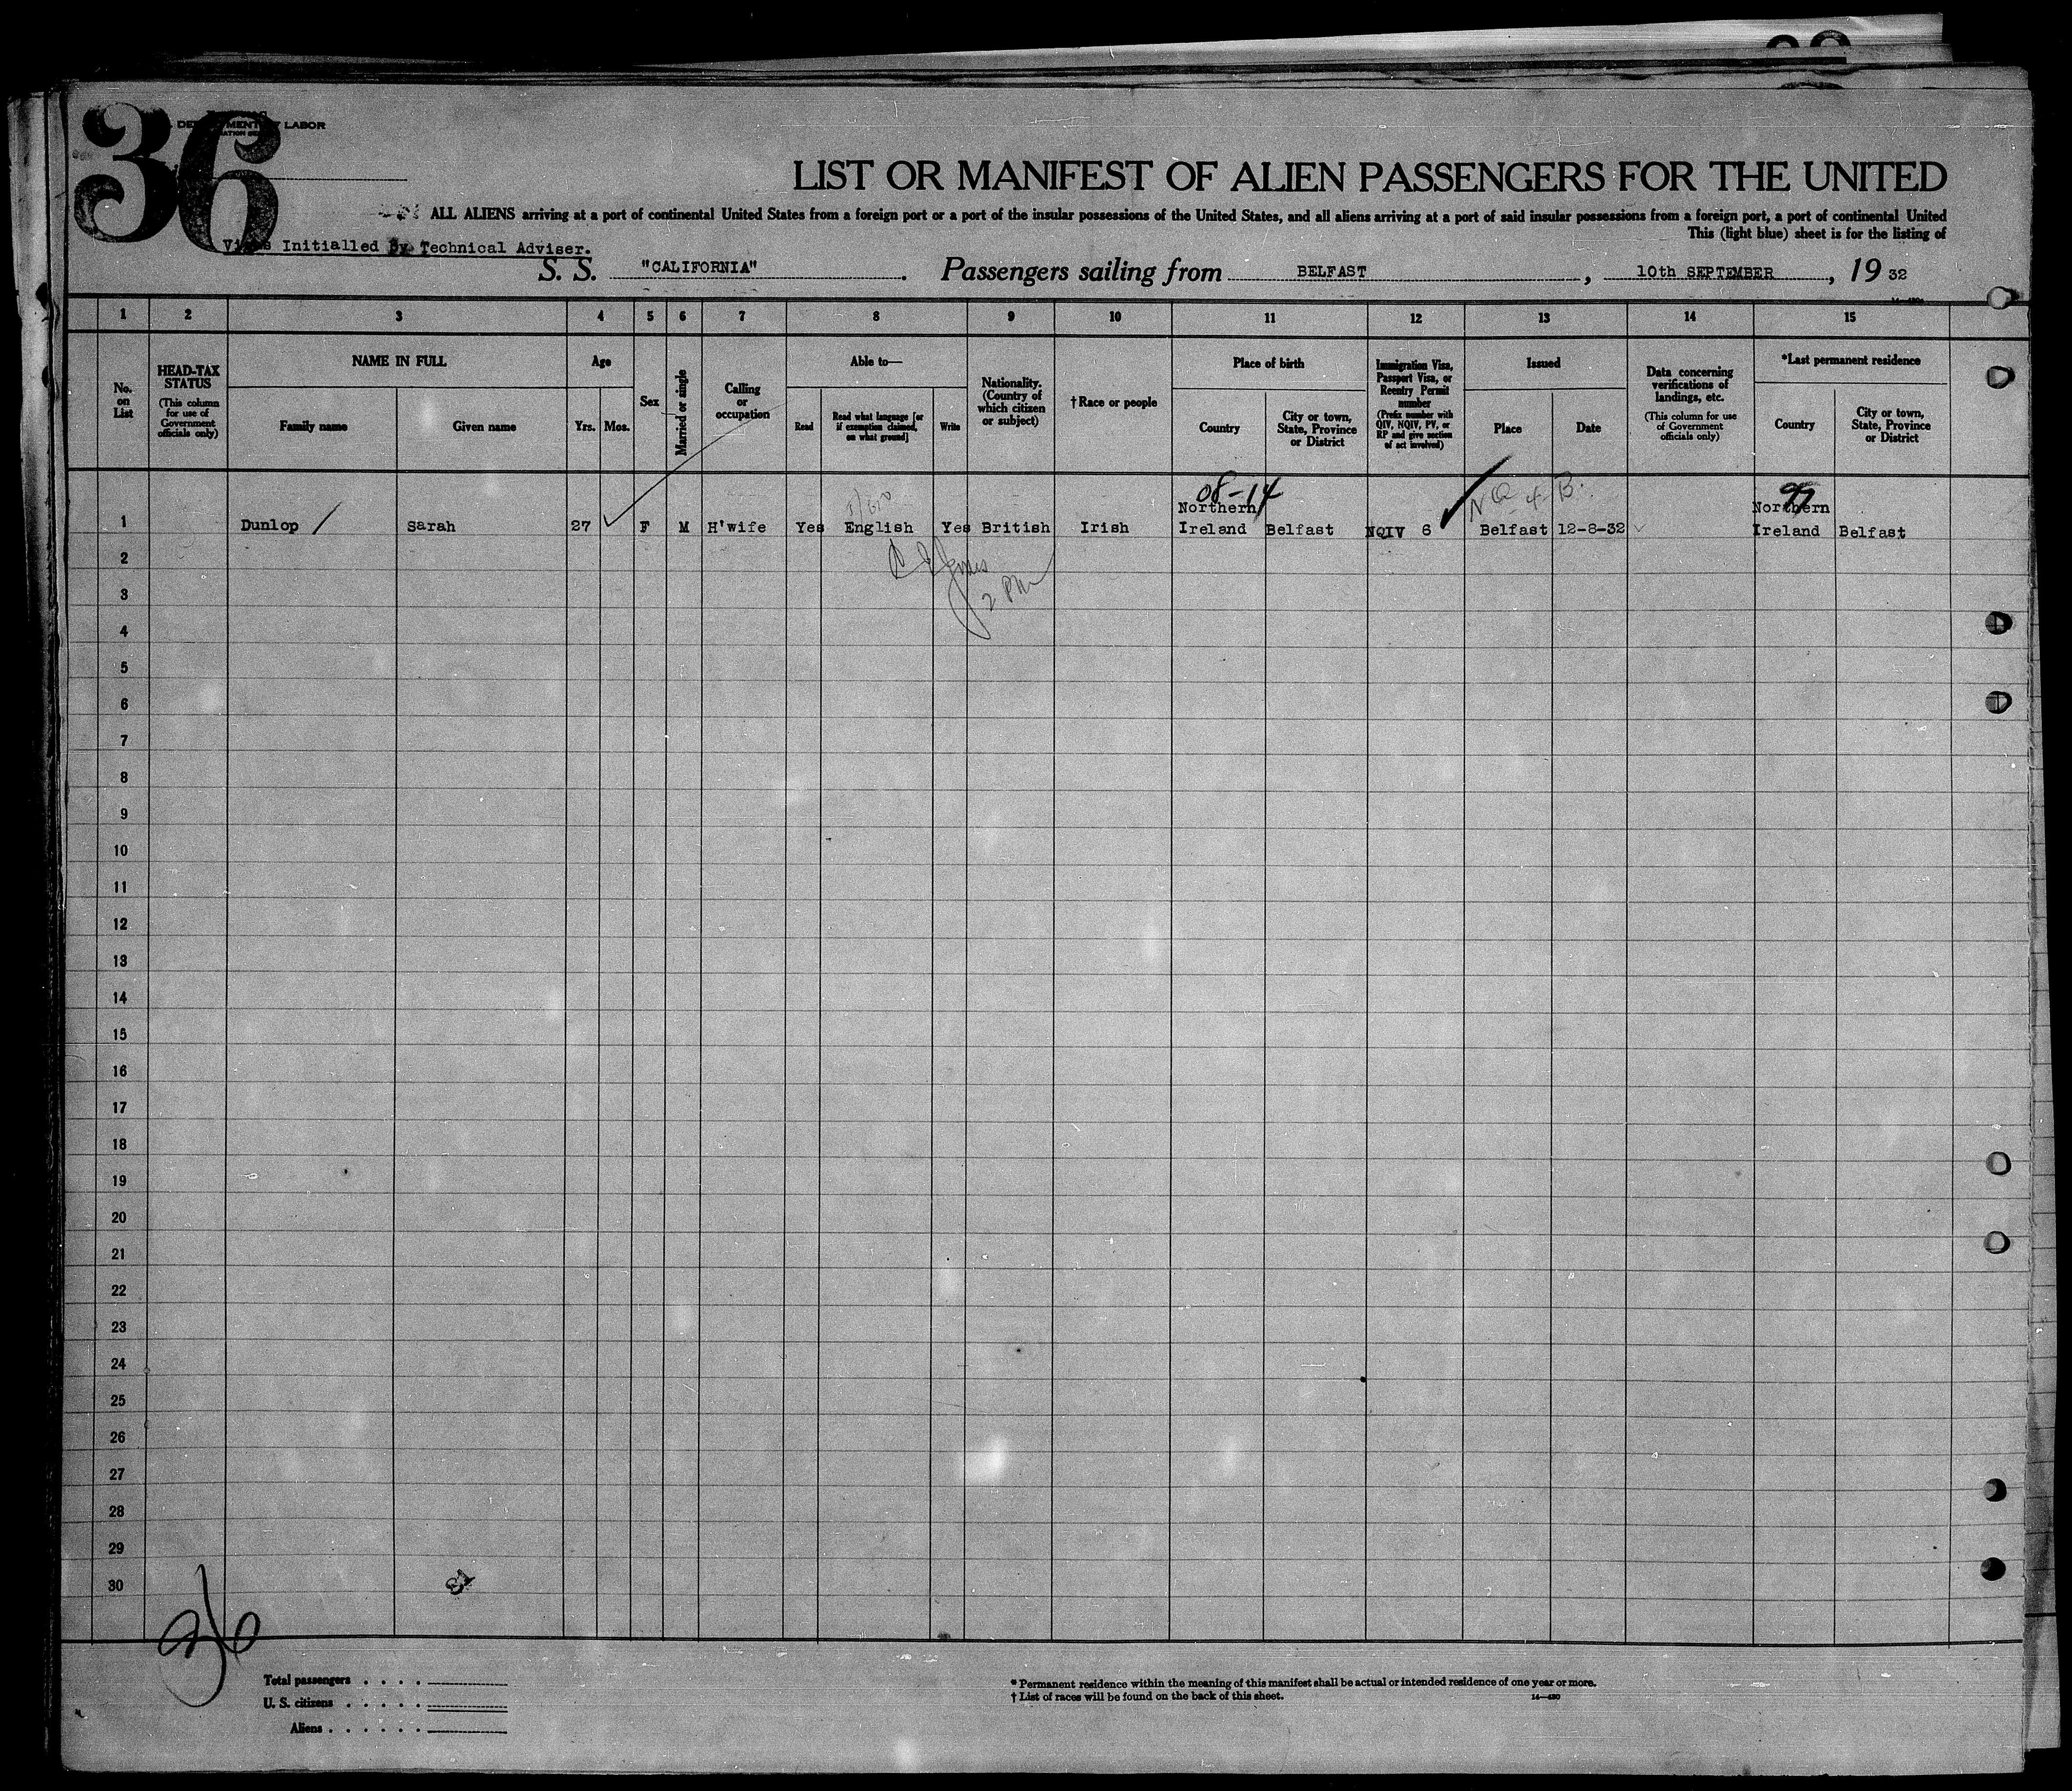 36
LABOR
LIST OR MANIFEST OF ALIEN PASSENGERS FOR THE UNITED
ALL ALIENS arriving at a port of continental United States from a foreign port or a port of the insular possessions of the United States, and all aliens arriving at a port of said insular possessions from a foreign port, a port of continental United
This (light blue) sheet is for the listing of
Initialled By Technical Adviser.
S. S. "CALIFORNIA". Passengers sailing from BELFAST, 10th SEPTEMBER, 19 32
1 2 3 4 5 6 7 8 9 10 11 12 13 14 15
No. on List
HEAD-TAX STATUS (This column for use of Government officials only)
NAME IN FULL
Family name Given name
Age
Yrs. Mos.
Sex
Married or single
Calling or occupation
Able to—
Read
Read what language [or if exemption claimed, on what ground]
Write
Nationality. (Country of which citizen or subject)
†Race or people
Place of birth
Country
City or town, State, Province or District
Immigration Visa, Passport Visa, or Reentry Permit number (Prefix number with QIV, NQIV, PV, or RP and give section of act involved)
Issued
Place Date
Data concerning verifications of landings, etc. (This column for use of Government officials only)
*Last permanent residence
Country
City or town, State, Province or District
08-14 99
NQ 4 B.
Northern Northern
1 Dunlop / Sarah 27 F M H'wife Yes English Yes British Irish Ireland Belfast NQIV 6 Belfast 12-8-32 Ireland Belfast
2
2 PM
3
4
5
6
7
8
9
10
11
12
13
14
15
16
17
18
19
20
21
22
23
24
25
26
27
28
29
30
36
Total passengers . . . .
U. S. citizens . . . . .
Aliens . . . . . .
* Permanent residence within the meaning of this manifest shall be actual or intended residence of one year or more.
† List of races will be found on the back of this sheet. 14—430